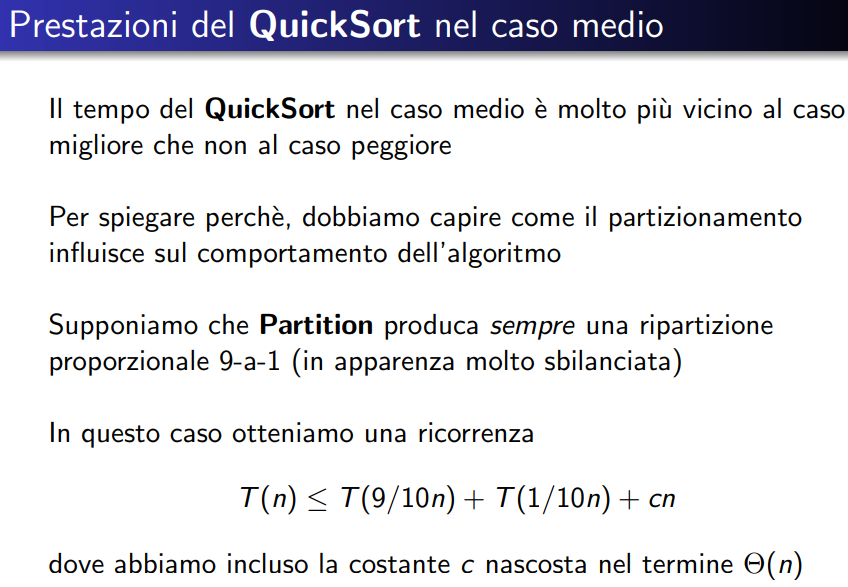 Prestazioni del QuickSort nel caso medio
Il tempo del QuickSort nel caso medio è molto più vicino al caso
migliore che non al caso peggiore
Per spiegare perchè, dobbiamo capire come il partizionamento
influisce sul comportamento dell'algoritmo
Supponiamo che Partition produca sempre una ripartizione
proporzionale 9-a-1 (in apparenza molto sbilanciata)
In questo caso otteniamo una ricorrenza
T(n) ≤ T(9/10n) + T(1/10n) + cn
dove abbiamo incluso la costante c nascosta nel termine Θ(n)